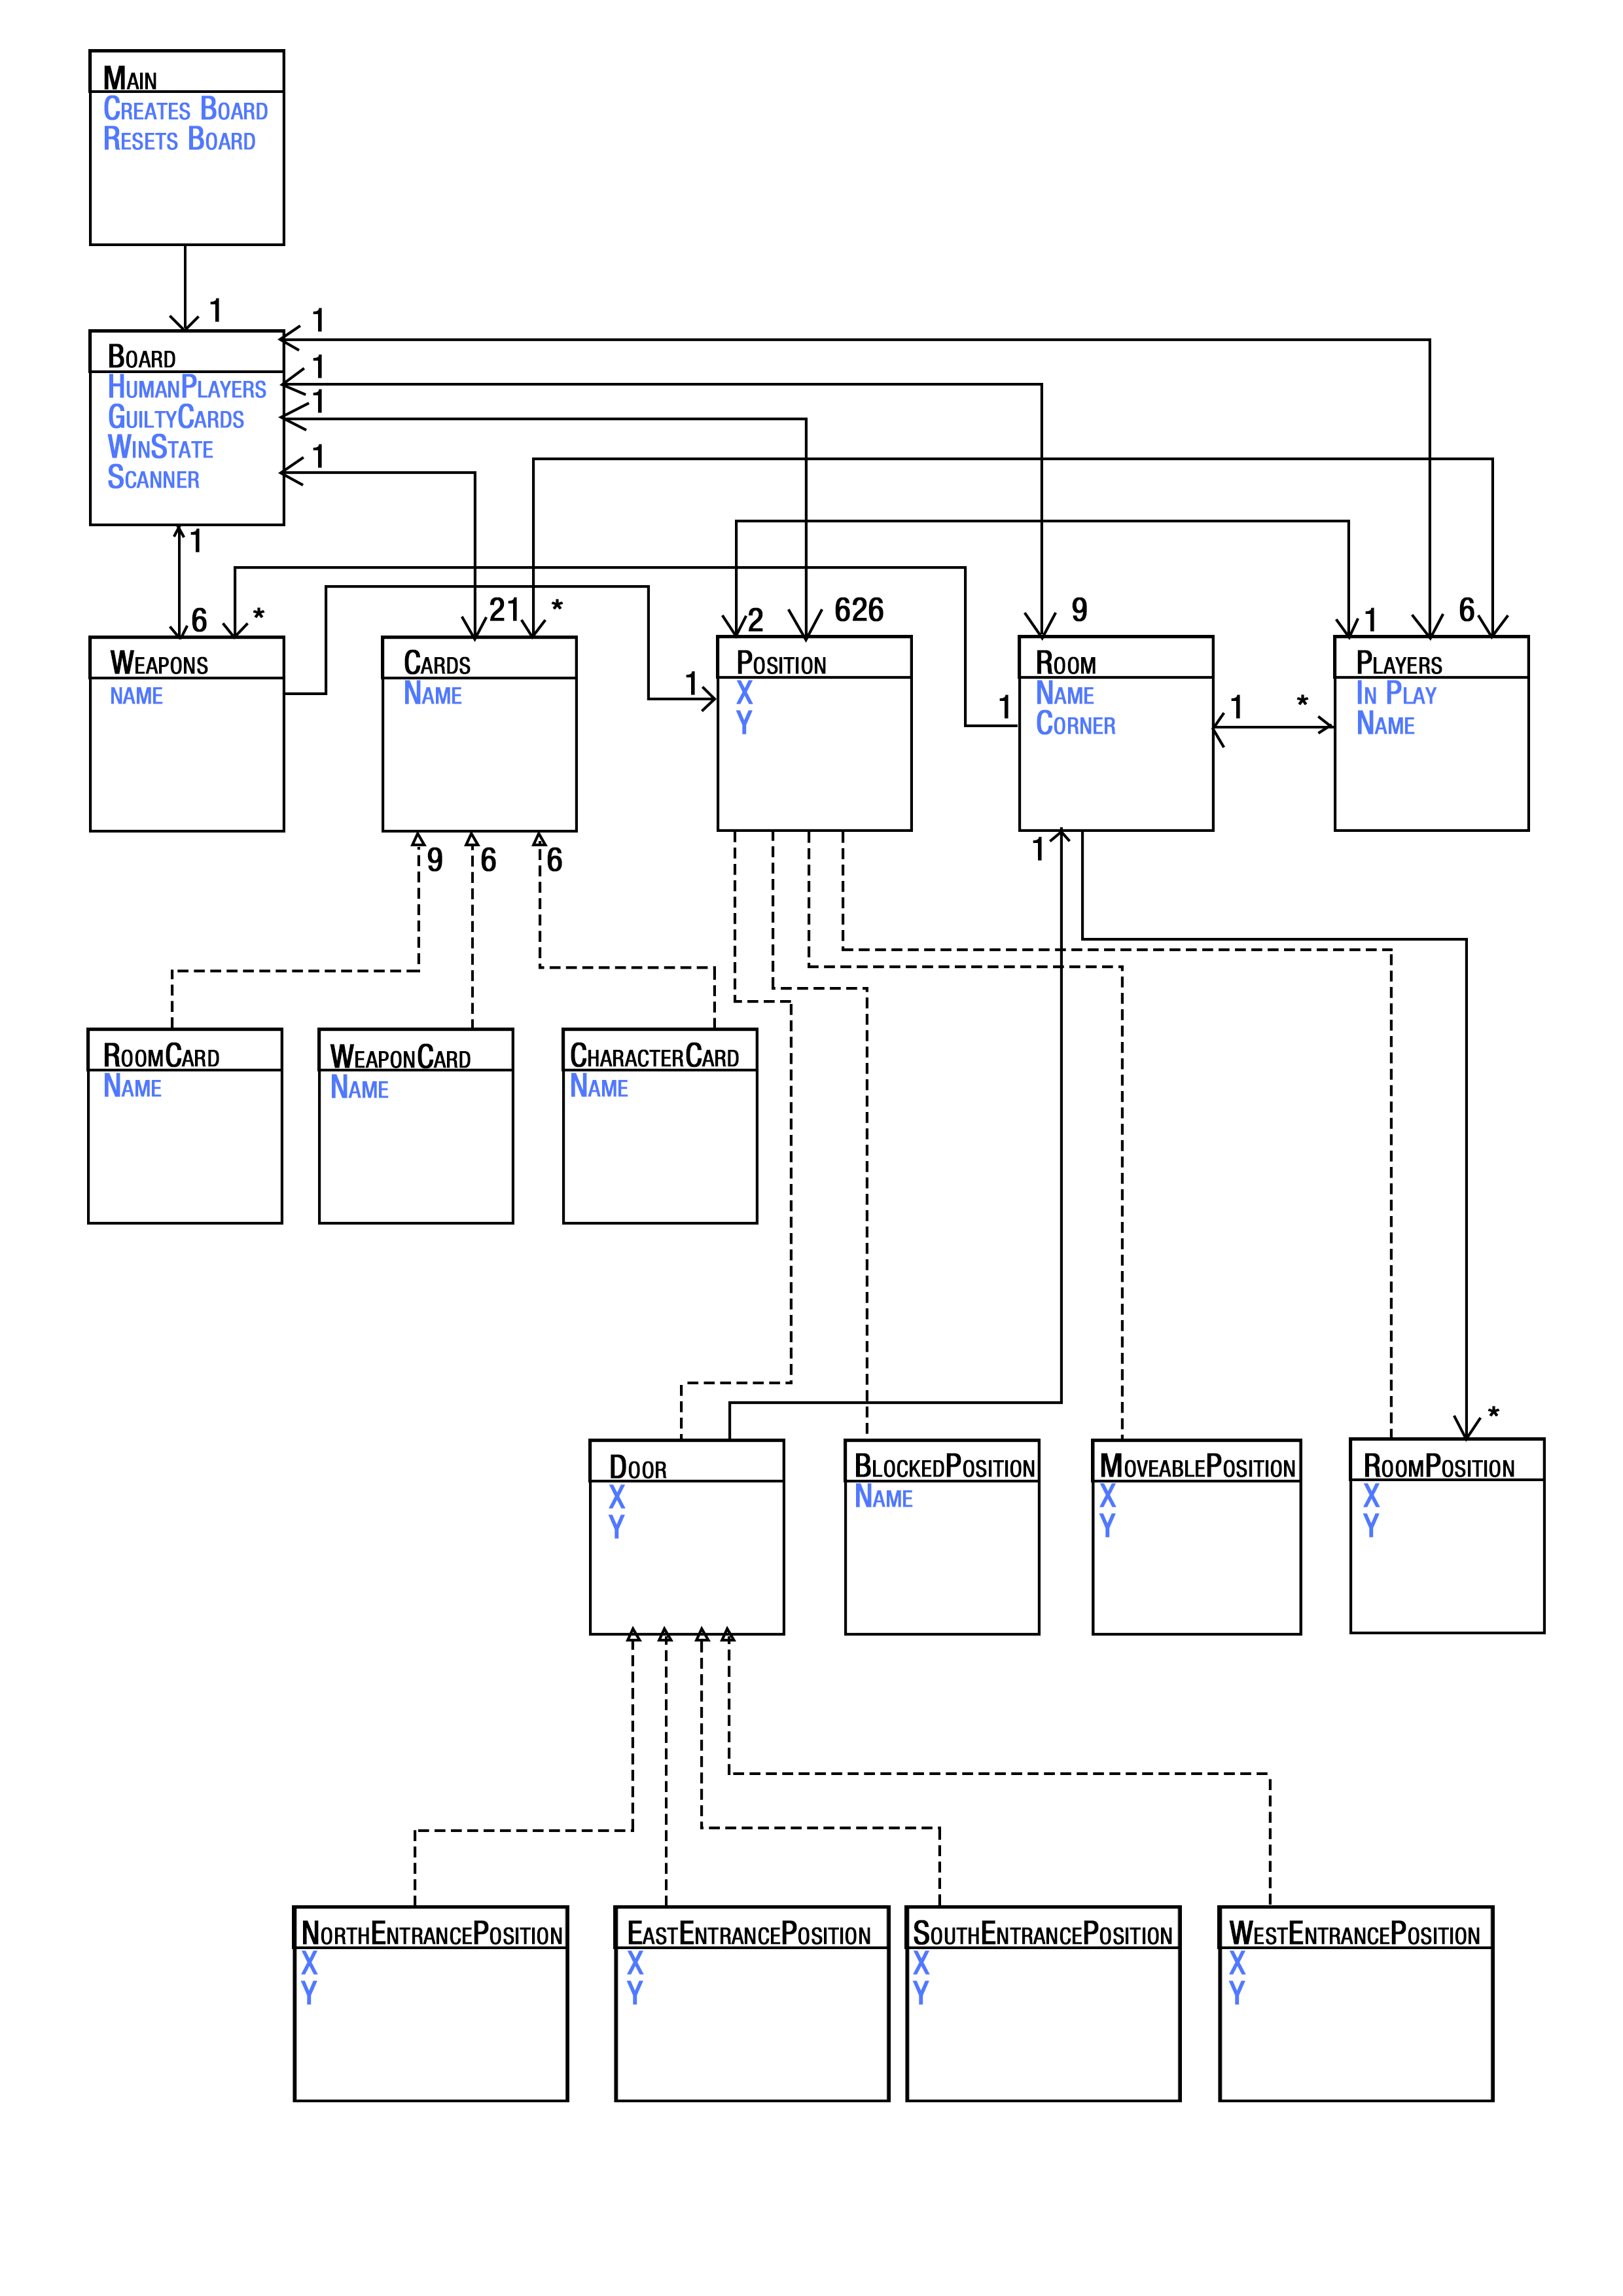 Main
Creates Board
Resets Board
1
Board
HumanPlayers
GuiltyCards
WinState
Scanner
1
1
1
1
1
6
*
21
*
2
626
9
1
6
Weapons
name
Cards
Name
1
Position
X
Y
1
Room
Name
Corner
1
*
Players
In Play
Name
9
6
6
1
RoomCard
Name
WeaponCard
Name
CharacterCard
Name
*
Door
X
Y
BlockedPosition
Name
MoveablePosition
X
Y
RoomPosition
X
Y
NorthEntrancePosition
X
Y
EastEntrancePosition
X
Y
SouthEntrancePosition
X
Y
WestEntrancePosition
X
Y